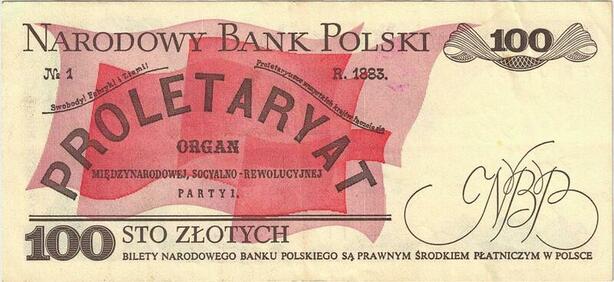 NARODOWY BANK POLSKI
100
№ 1
R. 1883.
Swobody! Fabryki i Ziemi!
Proletaryusze wszystkich krajów łączcie się
PROLETARYAT
ORGAN
MIĘDZYNARODOWEJ, SOCYALNO-REWOLUCYJNEJ
PARTYI.
NBP
100 STO ZŁOTYCH
BILETY NARODOWEGO BANKU POLSKIEGO SĄ PRAWNYM ŚRODKIEM PŁATNICZYM W POLSCE